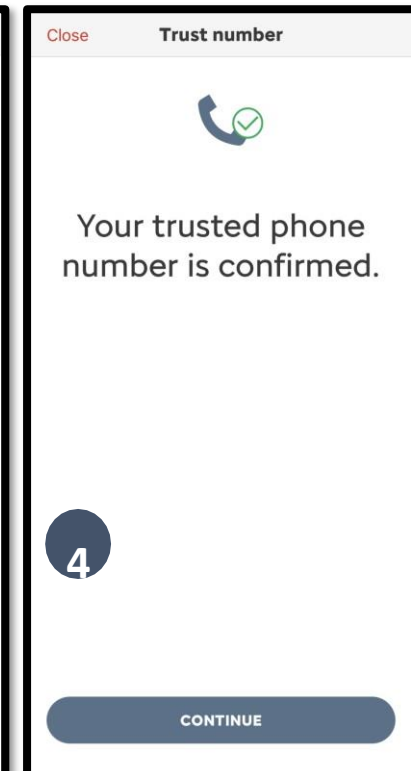 Close Trust number
Your trusted phone
number is confirmed.
4
CONTINUE